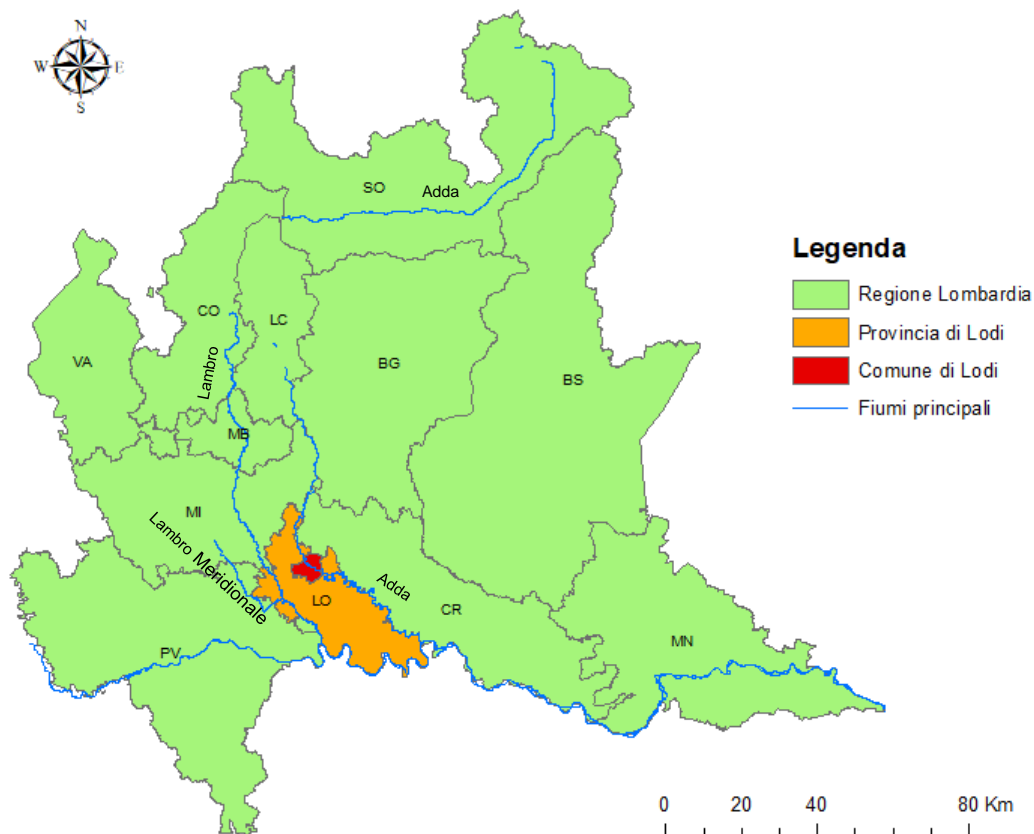 N
W E
S
SO
Adda
Legenda
Regione Lombardia
Provincia di Lodi
Comune di Lodi
Fiumi principali
CO
LC
VA
BG
BS
Lambro
MB
MI
Lambro Meridionale
Adda
LO
CR
MN
PV
0 20 40 80 Km